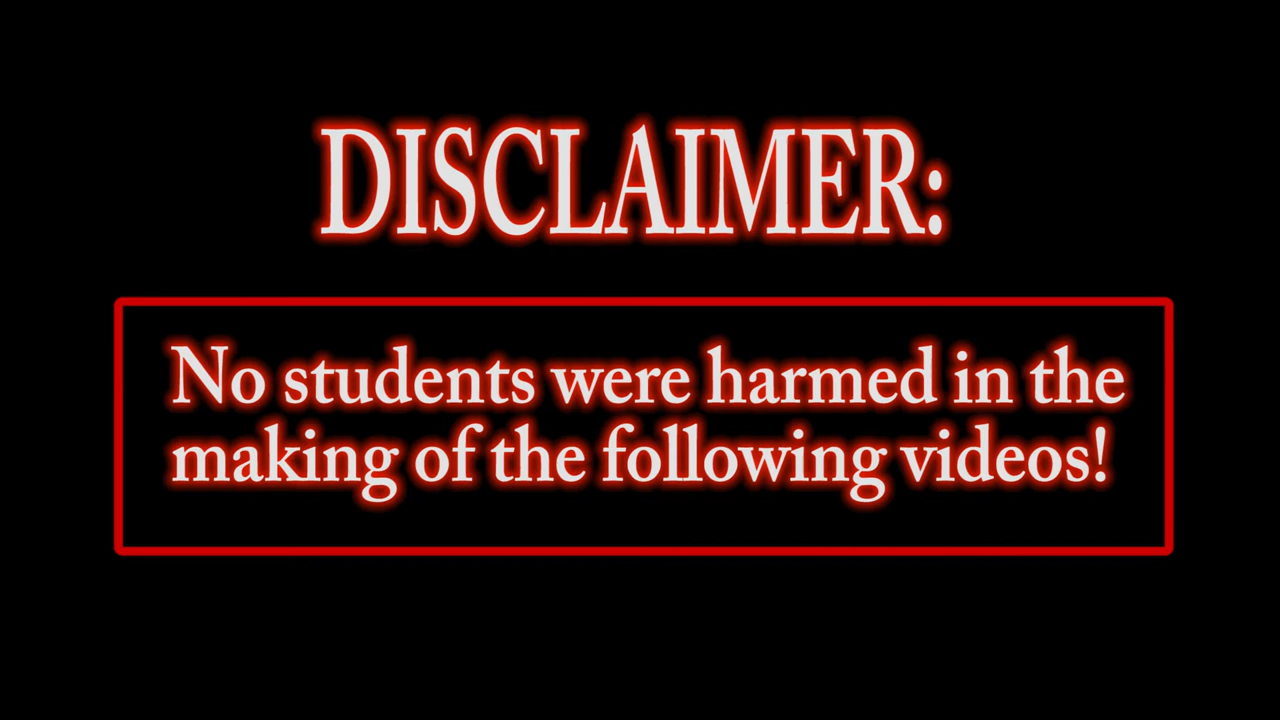 DISCLAIMER:
No students were harmed in the
making of the following videos!